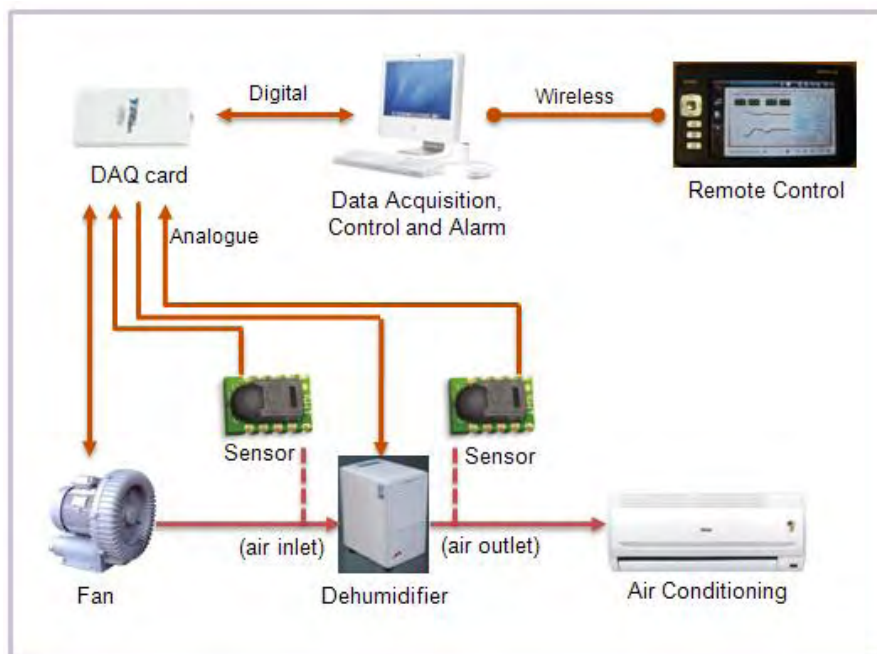 Digital
Wireless
DAQ card
Data Acquisition,
Control and Alarm
Remote Control
Analogue
Sensor
Sensor
(air inlet)
(air outlet)
Fan
Dehumidifier
Air Conditioning